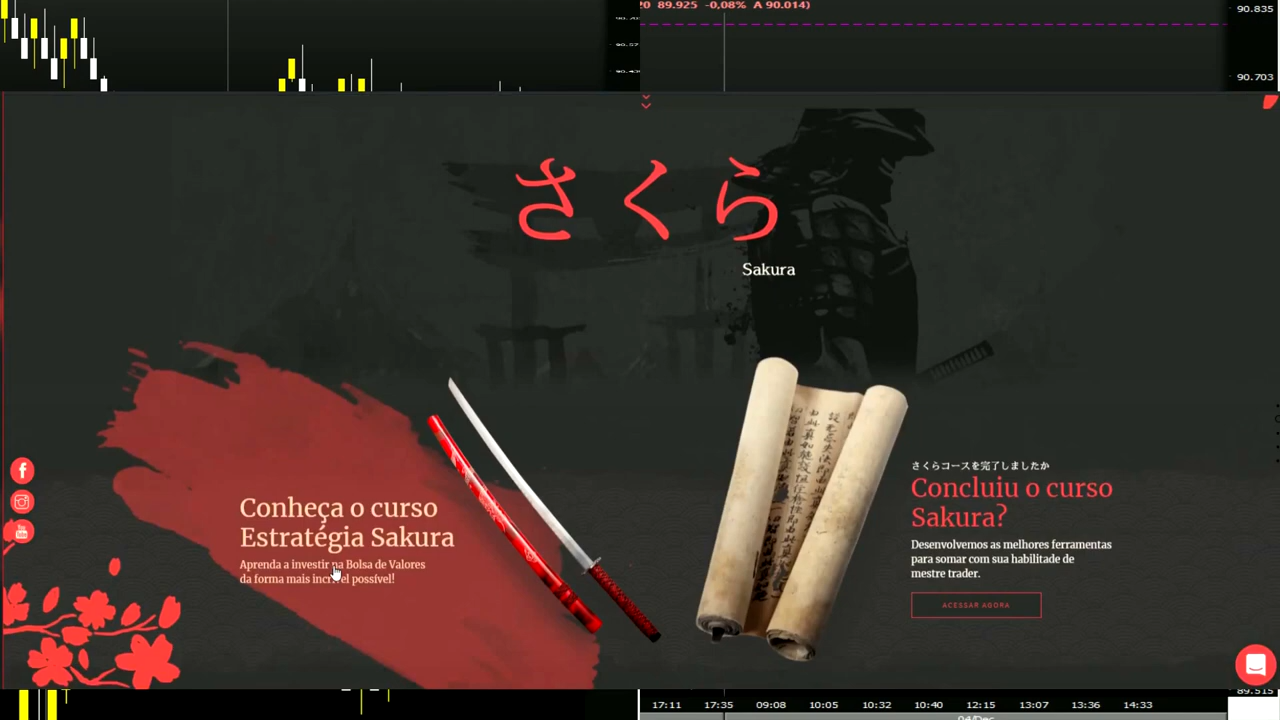 89.925 -0,08% A 90.014)
90.835
90.703
さくら
Sakura
Conheça o curso
Estratégia Sakura
Aprenda a investir na Bolsa de Valores
da forma mais incrível possível!
さくらコースを完了しましたか
Concluiu o curso
Sakura?
Desenvolvemos as melhores ferramentas
para somar com sua habilidade de
mestre trader.
ACESSAR AGORA
You
89.515
17:11 17:35 09:08 10:05 10:32 10:40 12:15 13:07 13:36 14:33
04/Dec